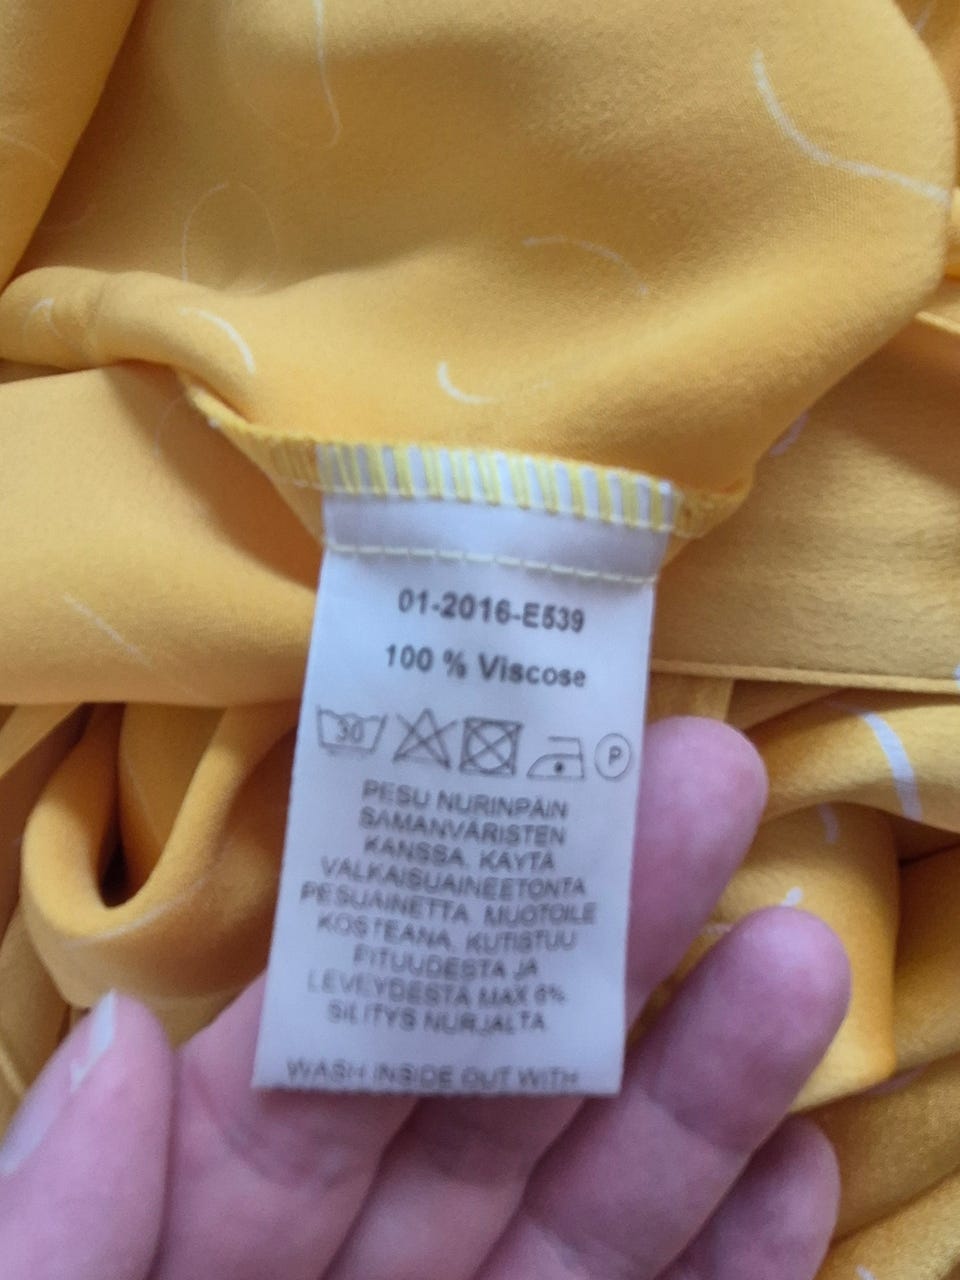 01-2016-E539
100 % Viscose
30
P
PESU NURINPÄIN
SAMANVÄRISTEN
KANSSA. KÄYTÄ
VALKAISUAINEETONTA
PESUAINETTA. MUOTOILE
KOSTEANA. KUTISTUU
PITUUDESTA JA
LEVEYDESTÄ MAX 6%
SILITYS NURJALTA.
WASH INSIDE OUT WITH